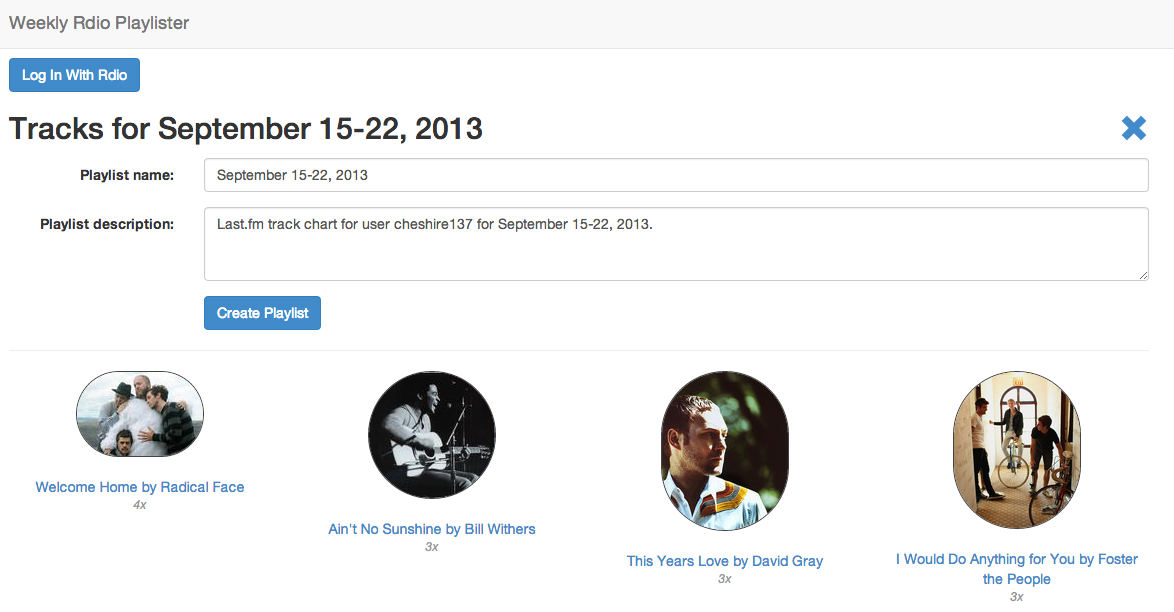 Weekly Rdio Playlister
Log In With Rdio
Tracks for September 15-22, 2013
Playlist name:
September 15-22, 2013
Playlist description:
Last.fm track chart for user cheshire137 for September 15-22, 2013.
Create Playlist
Welcome Home by Radical Face
4x
Ain't No Sunshine by Bill Withers
3x
This Years Love by David Gray
3x
I Would Do Anything for You by Foster
the People
3x